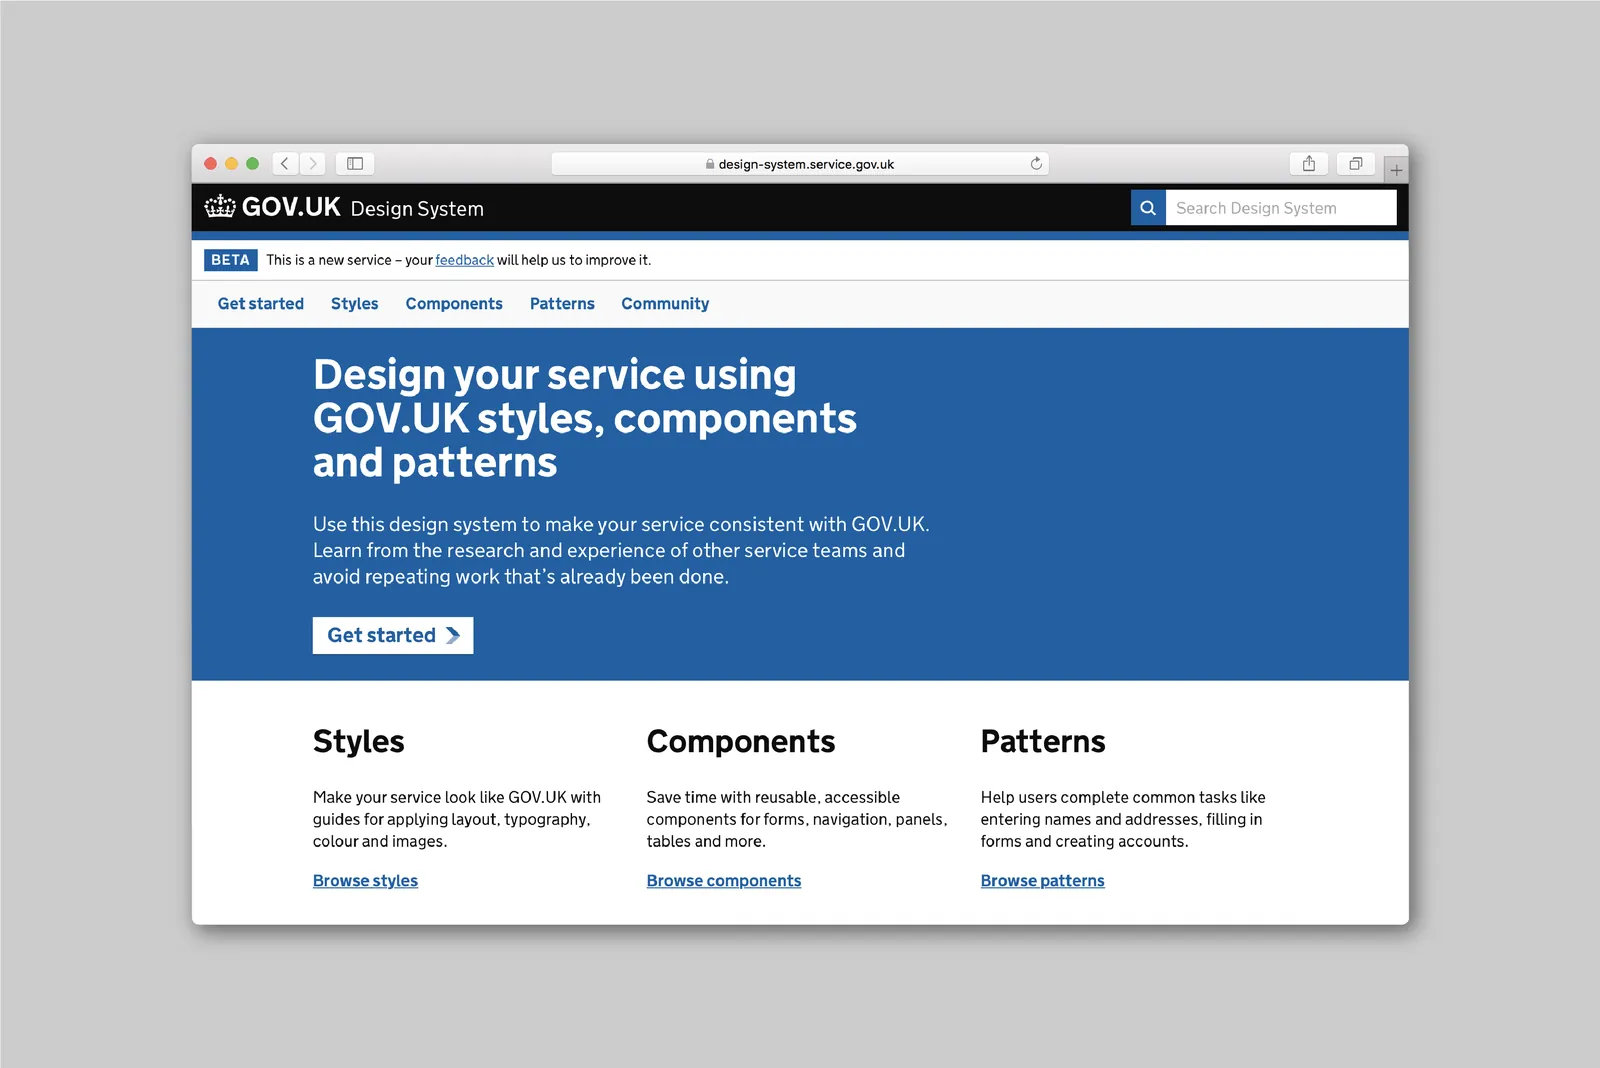 design-system.service.gov.uk
GOV.UK Design System
Search Design System
BETA This is a new service – your feedback will help us to improve it.
Get started Styles Components Patterns Community
Design your service using
GOV.UK styles, components
and patterns
Use this design system to make your service consistent with GOV.UK.
Learn from the research and experience of other service teams and
avoid repeating work that’s already been done.
Get started
Styles
Make your service look like GOV.UK with
guides for applying layout, typography,
colour and images.
Browse styles
Components
Save time with reusable, accessible
components for forms, navigation, panels,
tables and more.
Browse components
Patterns
Help users complete common tasks like
entering names and addresses, filling in
forms and creating accounts.
Browse patterns